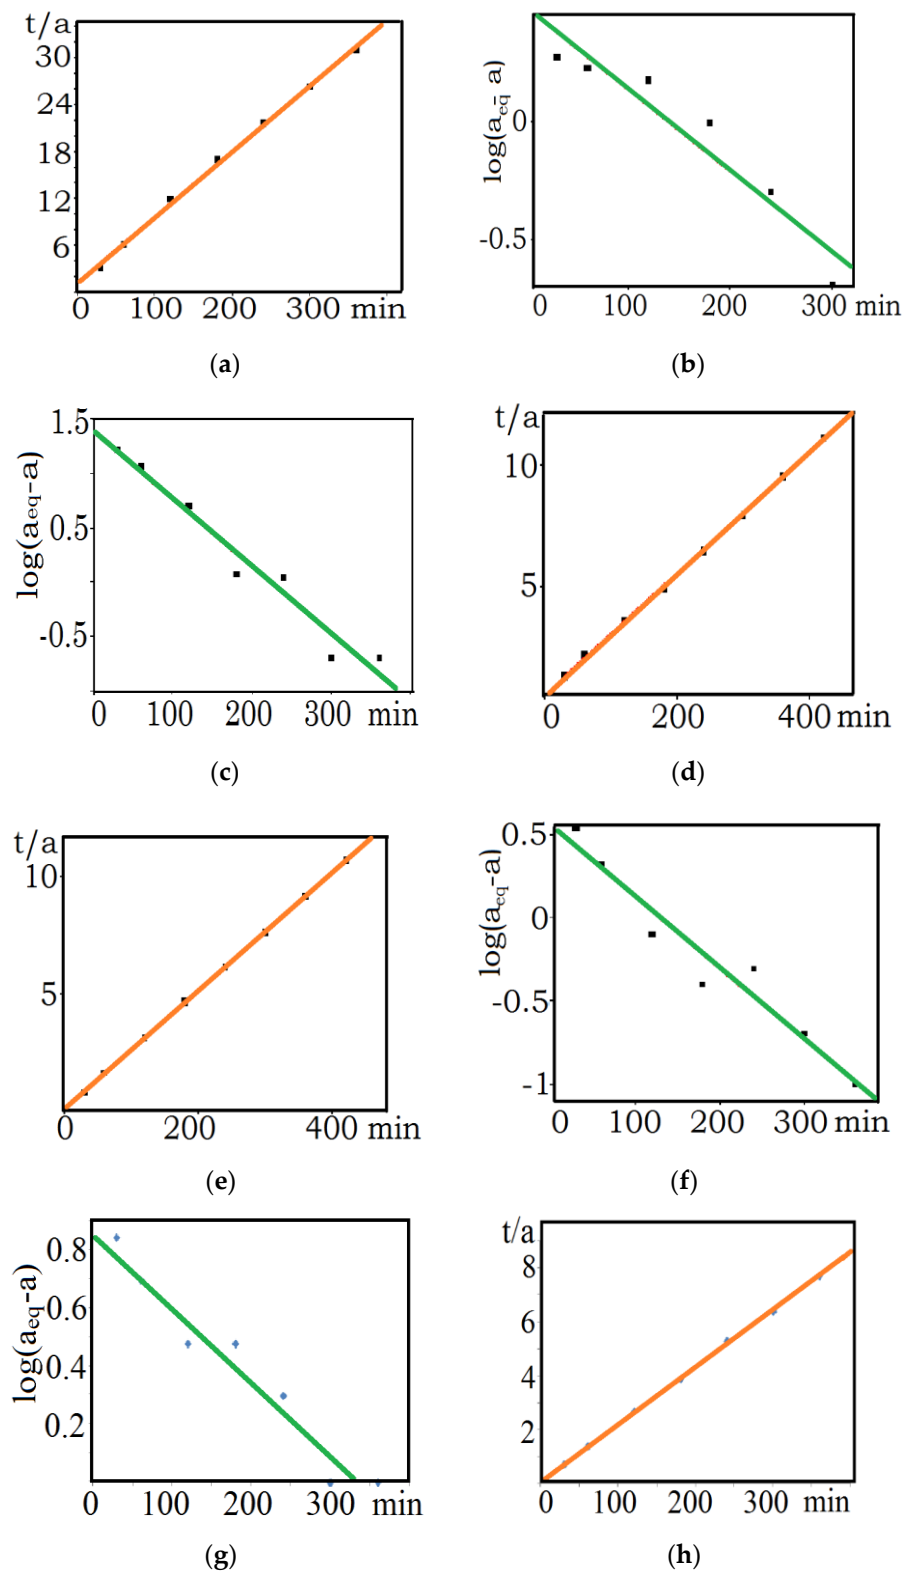 t/a
30
24
18
12
6
0 100 200 300 min
(a)
log(aeq- a)
0
-0.5
0 100 200 300 min
(b)
log(aeq-a)
1.5
0.5
-0.5
0 100 200 300 min
(c)
t/a
10
5
0 200 400 min
(d)
t/a
10
5
0 200 400 min
(e)
log(aeq-a)
0.5
0
-0.5
-1
0 100 200 300 min
(f)
log(aeq-a)
0.8
0.6
0.4
0.2
0 100 200 300 min
(g)
t/a
8
6
4
2
0 100 200 300 min
(h)